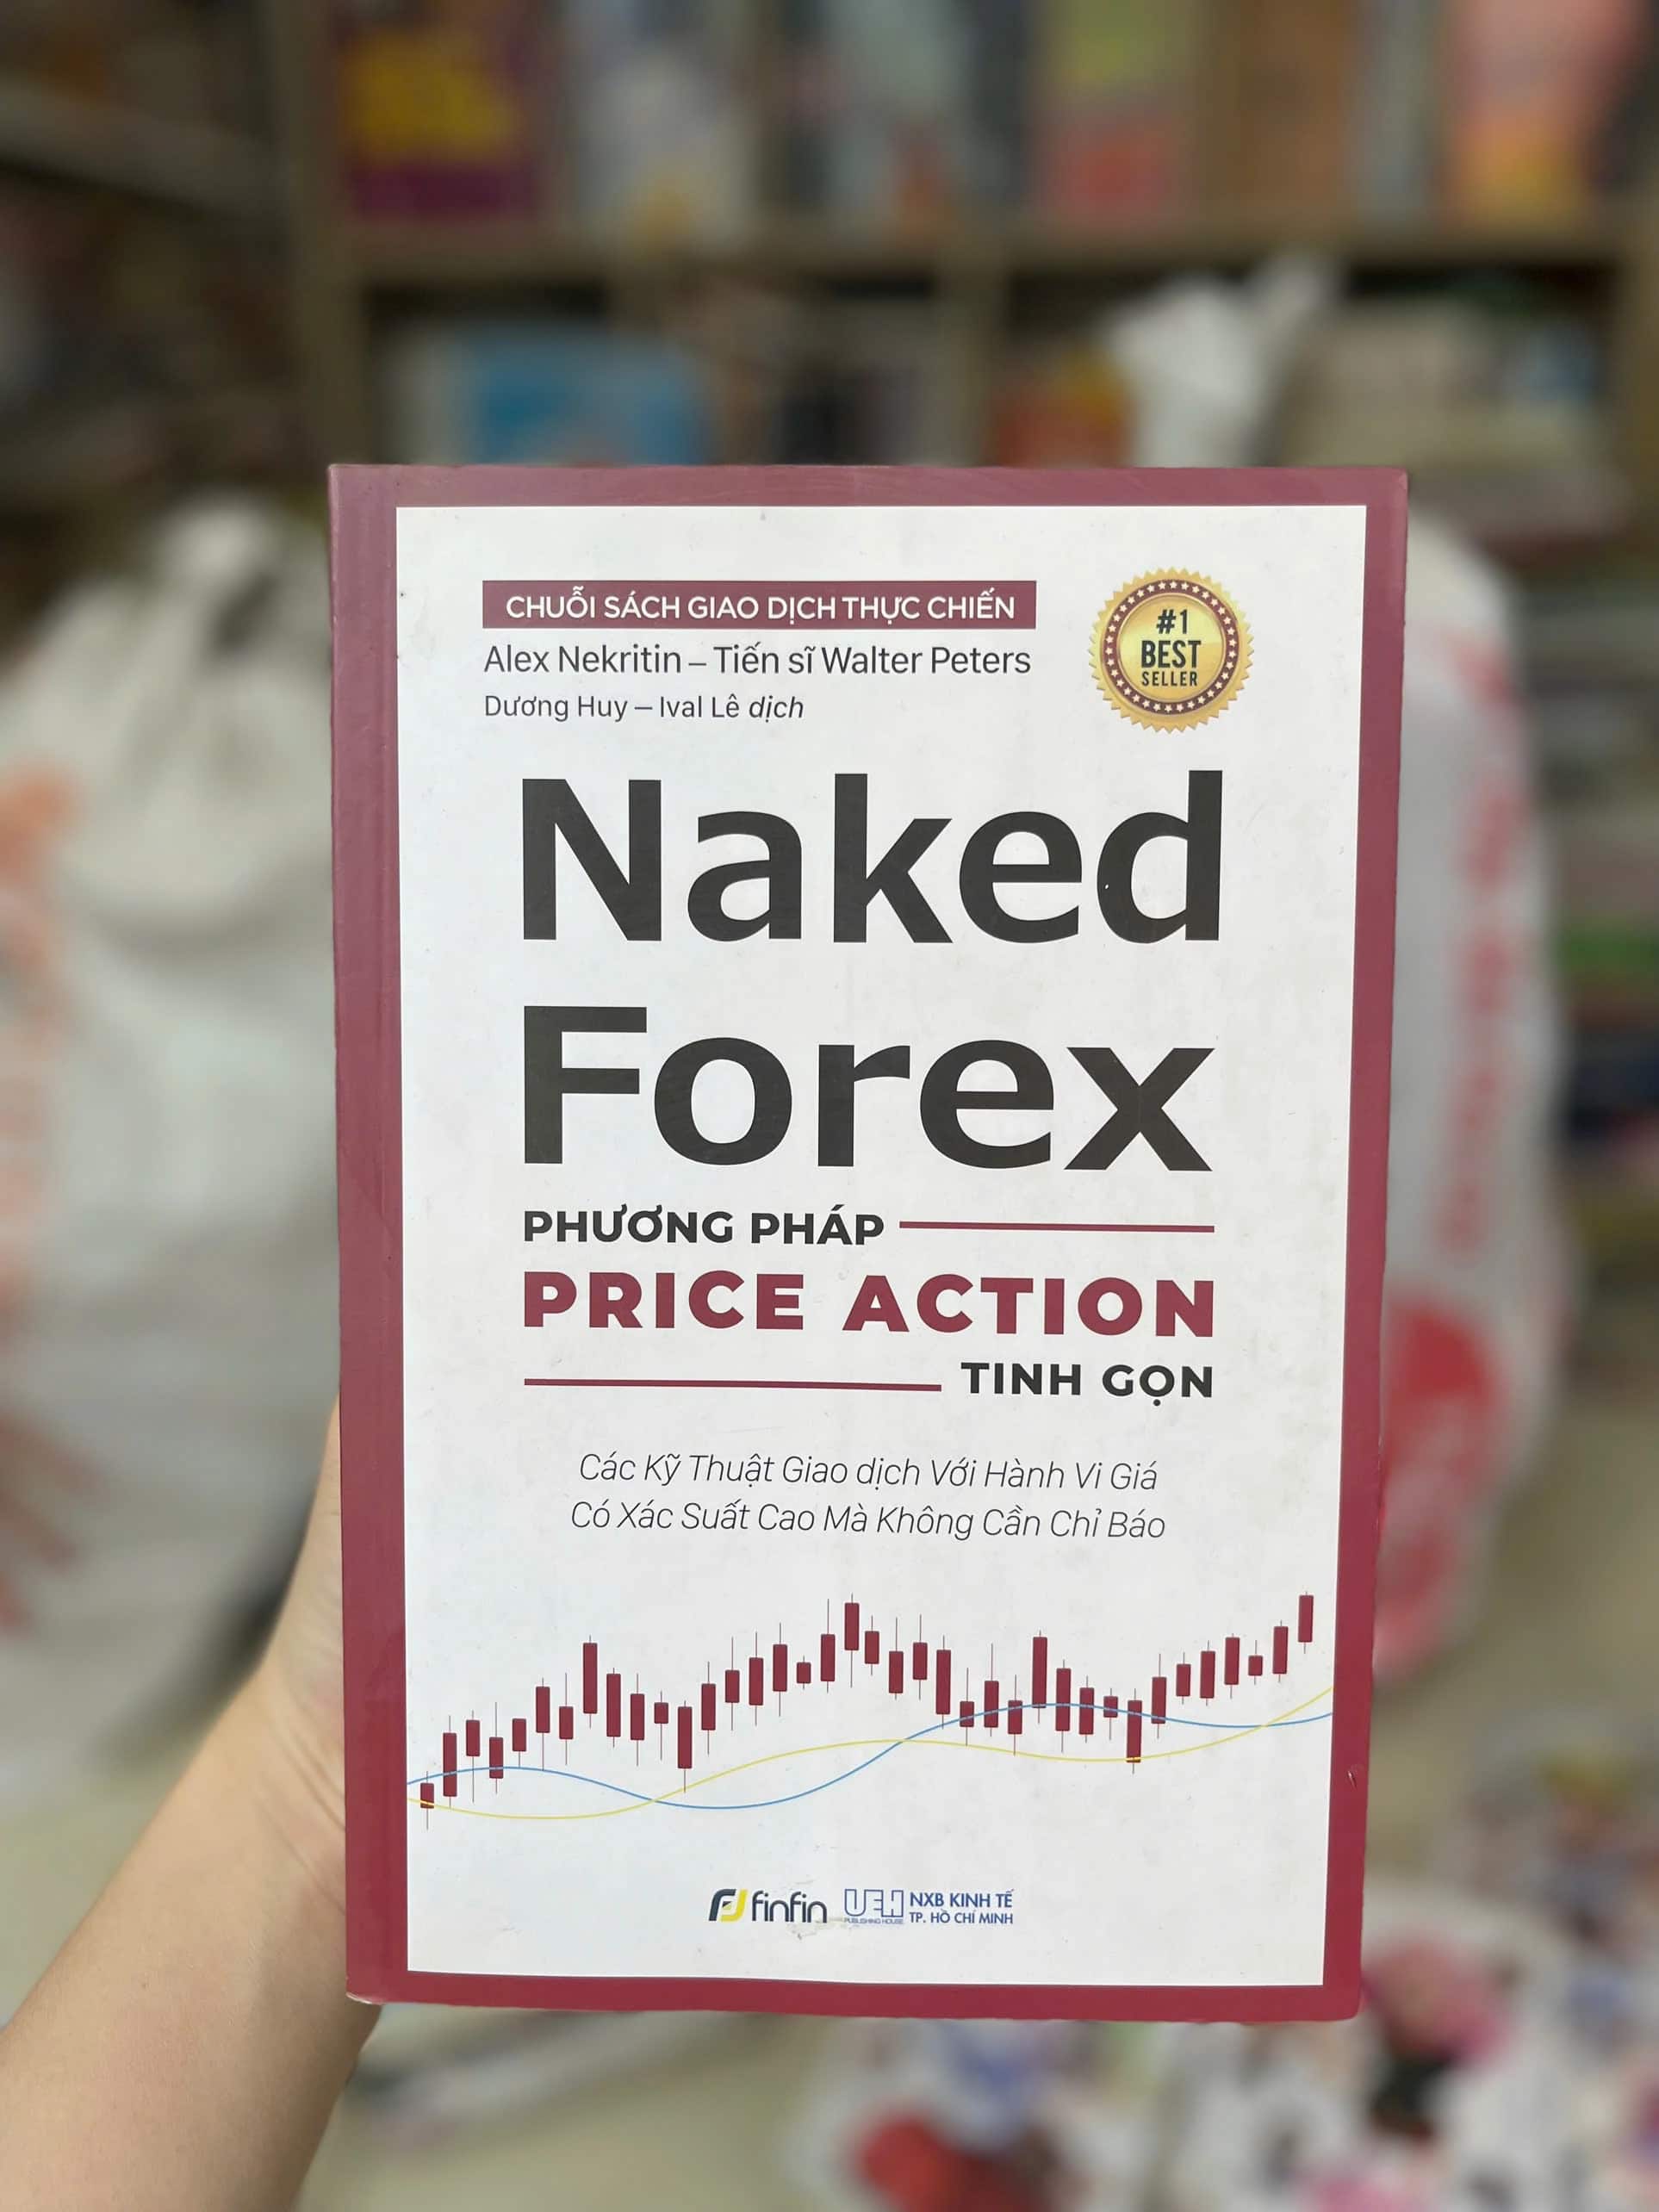 CHUỖI SÁCH GIAO DỊCH THỰC CHIẾN
Alex Nekritin – Tiến sĩ Walter Peters
Dương Huy – Ival Lê dịch
#1
BEST
SELLER
Naked
Forex
PHƯƠNG PHÁP
PRICE ACTION
TINH GỌN
Các Kỹ Thuật Giao dịch Với Hành Vi Giá
Có Xác Suất Cao Mà Không Cần Chỉ Báo
finfin
UEH
PUBLISHING HOUSE
NXB KINH TẾ
TP. HỒ CHÍ MINH